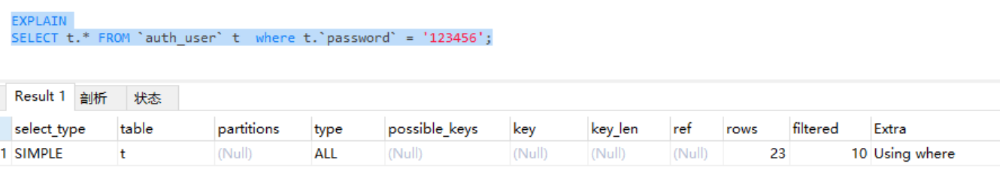 EXPLAIN
SELECT t.* FROM `auth_user` t  where t.`password` = '123456';
Result 1 剖析 状态
select_type table partitions type possible_keys key key_len ref rows filtered Extra
1 SIMPLE t (Null) ALL (Null) (Null) (Null) (Null) 23 10 Using where